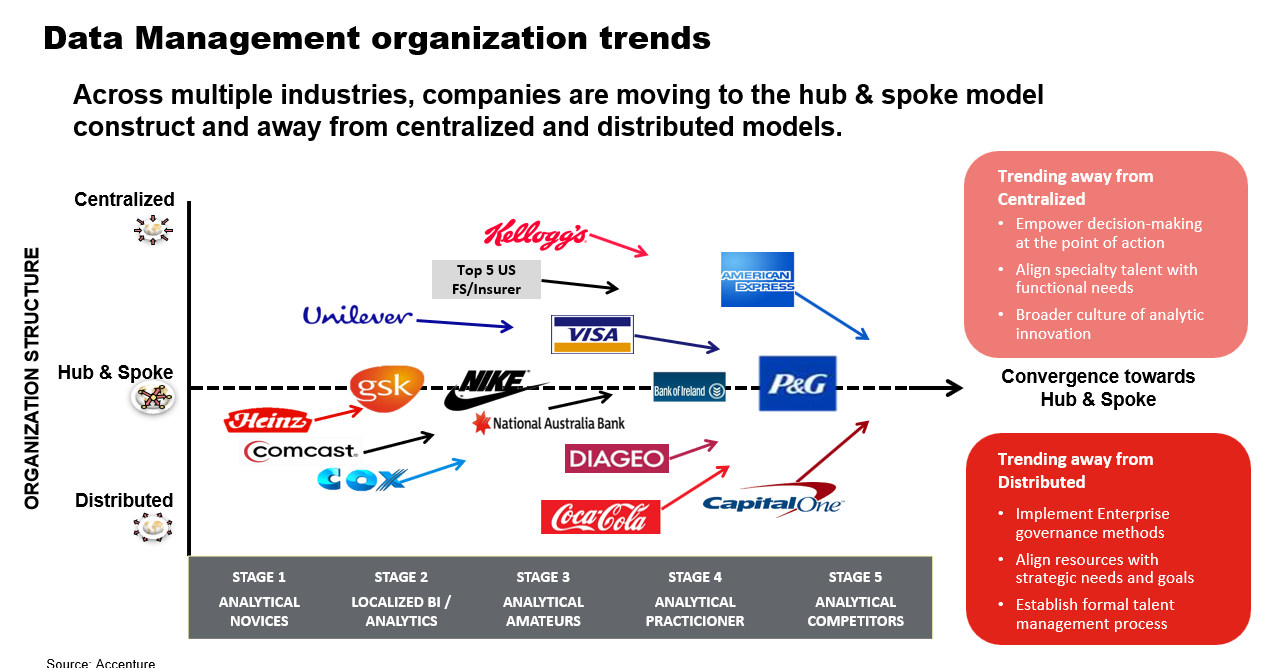 Data Management organization trends
Across multiple industries, companies are moving to the hub & spoke model
construct and away from centralized and distributed models.
ORGANIZATION STRUCTURE
Centralized
Hub & Spoke
Distributed
Kellogg's
Top 5 US
FS/Insurer
AMERICAN
EXPRESS
Unilever
VISA
gsk
NIKE
Bank of Ireland
P&G
Heinz
National Australia Bank
comcast.
COX
DIAGEO
Coca-Cola
CapitalOne
STAGE 1
ANALYTICAL
NOVICES
STAGE 2
LOCALIZED BI /
ANALYTICS
STAGE 3
ANALYTICAL
AMATEURS
STAGE 4
ANALYTICAL
PRACTICIONER
STAGE 5
ANALYTICAL
COMPETITORS
Trending away from
Centralized
• Empower decision-making
at the point of action
• Align specialty talent with
functional needs
• Broader culture of analytic
innovation
Convergence towards
Hub & Spoke
Trending away from
Distributed
• Implement Enterprise
governance methods
• Align resources with
strategic needs and goals
• Establish formal talent
management process
Source: Accenture